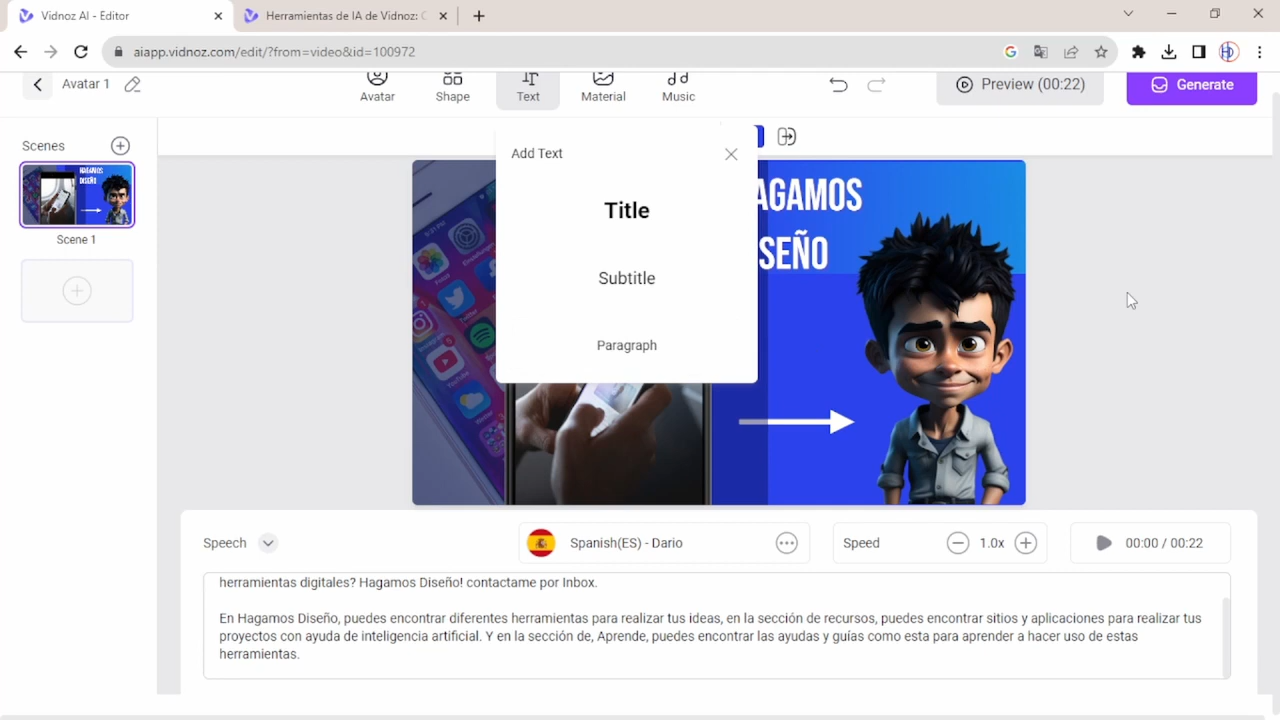 Vidnoz AI - Editor
Herramientas de IA de Vidnoz:
aiapp.vidnoz.com/edit/?from=video&id=100972
Avatar 1
Avatar
Shape
Text
Material
Music
Preview (00:22)
Generate
Scenes
HAGAMOS
DISEÑO
Scene 1
Add Text
Title
Subtitle
Paragraph
AGAMOS
SEÑO
Speech
Spanish(ES) - Dario
Speed
1.0x
00:00 / 00:22
herramientas digitales? Hagamos Diseño! contactame por Inbox.
En Hagamos Diseño, puedes encontrar diferentes herramientas para realizar tus ideas, en la sección de recursos, puedes encontrar sitios y aplicaciones para realizar tus
proyectos con ayuda de inteligencia artificial. Y en la sección de, Aprende, puedes encontrar las ayudas y guías como esta para aprender a hacer uso de estas
herramientas.